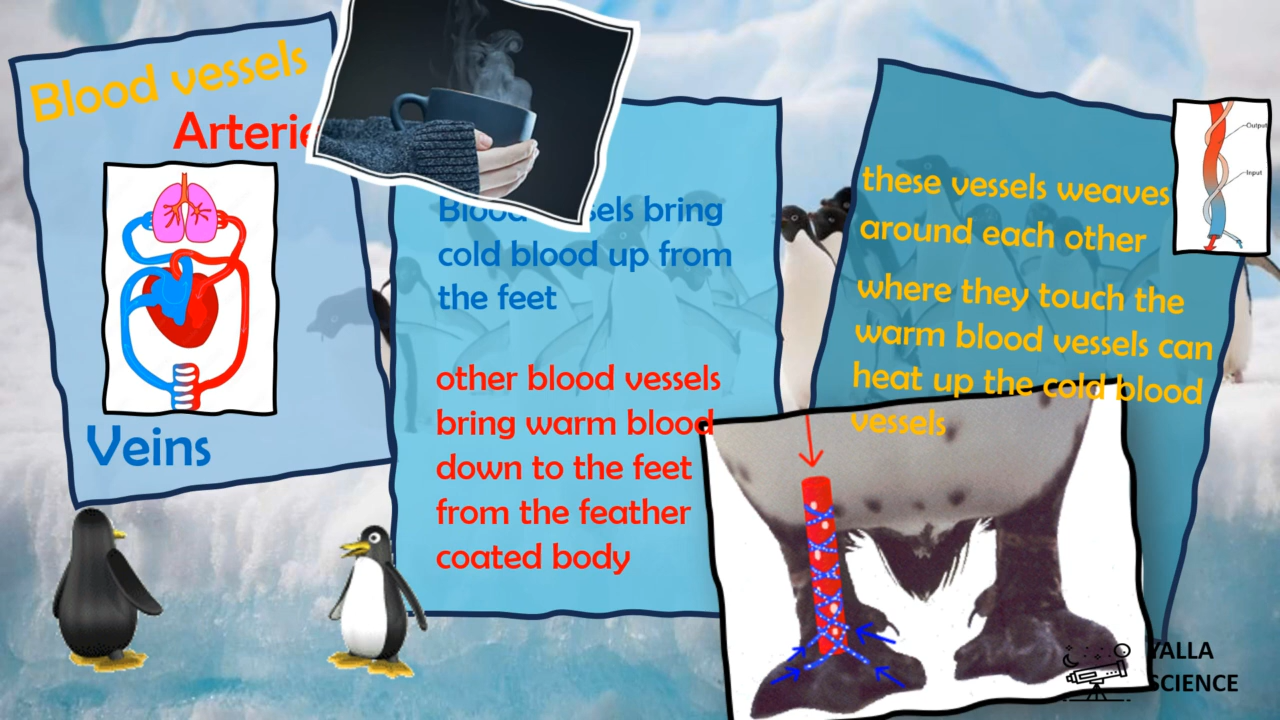 Blood vessels
Arterie
Veins
Blood sels bring
cold blood up from
the feet
other blood vessels
bring warm blood
down to the feet
from the feather
coated body
these vessels weaves
around each other
where they touch the
warm blood vessels can
heat up the cold blood
vessels
Output
Input
YALLA
SCIENCE